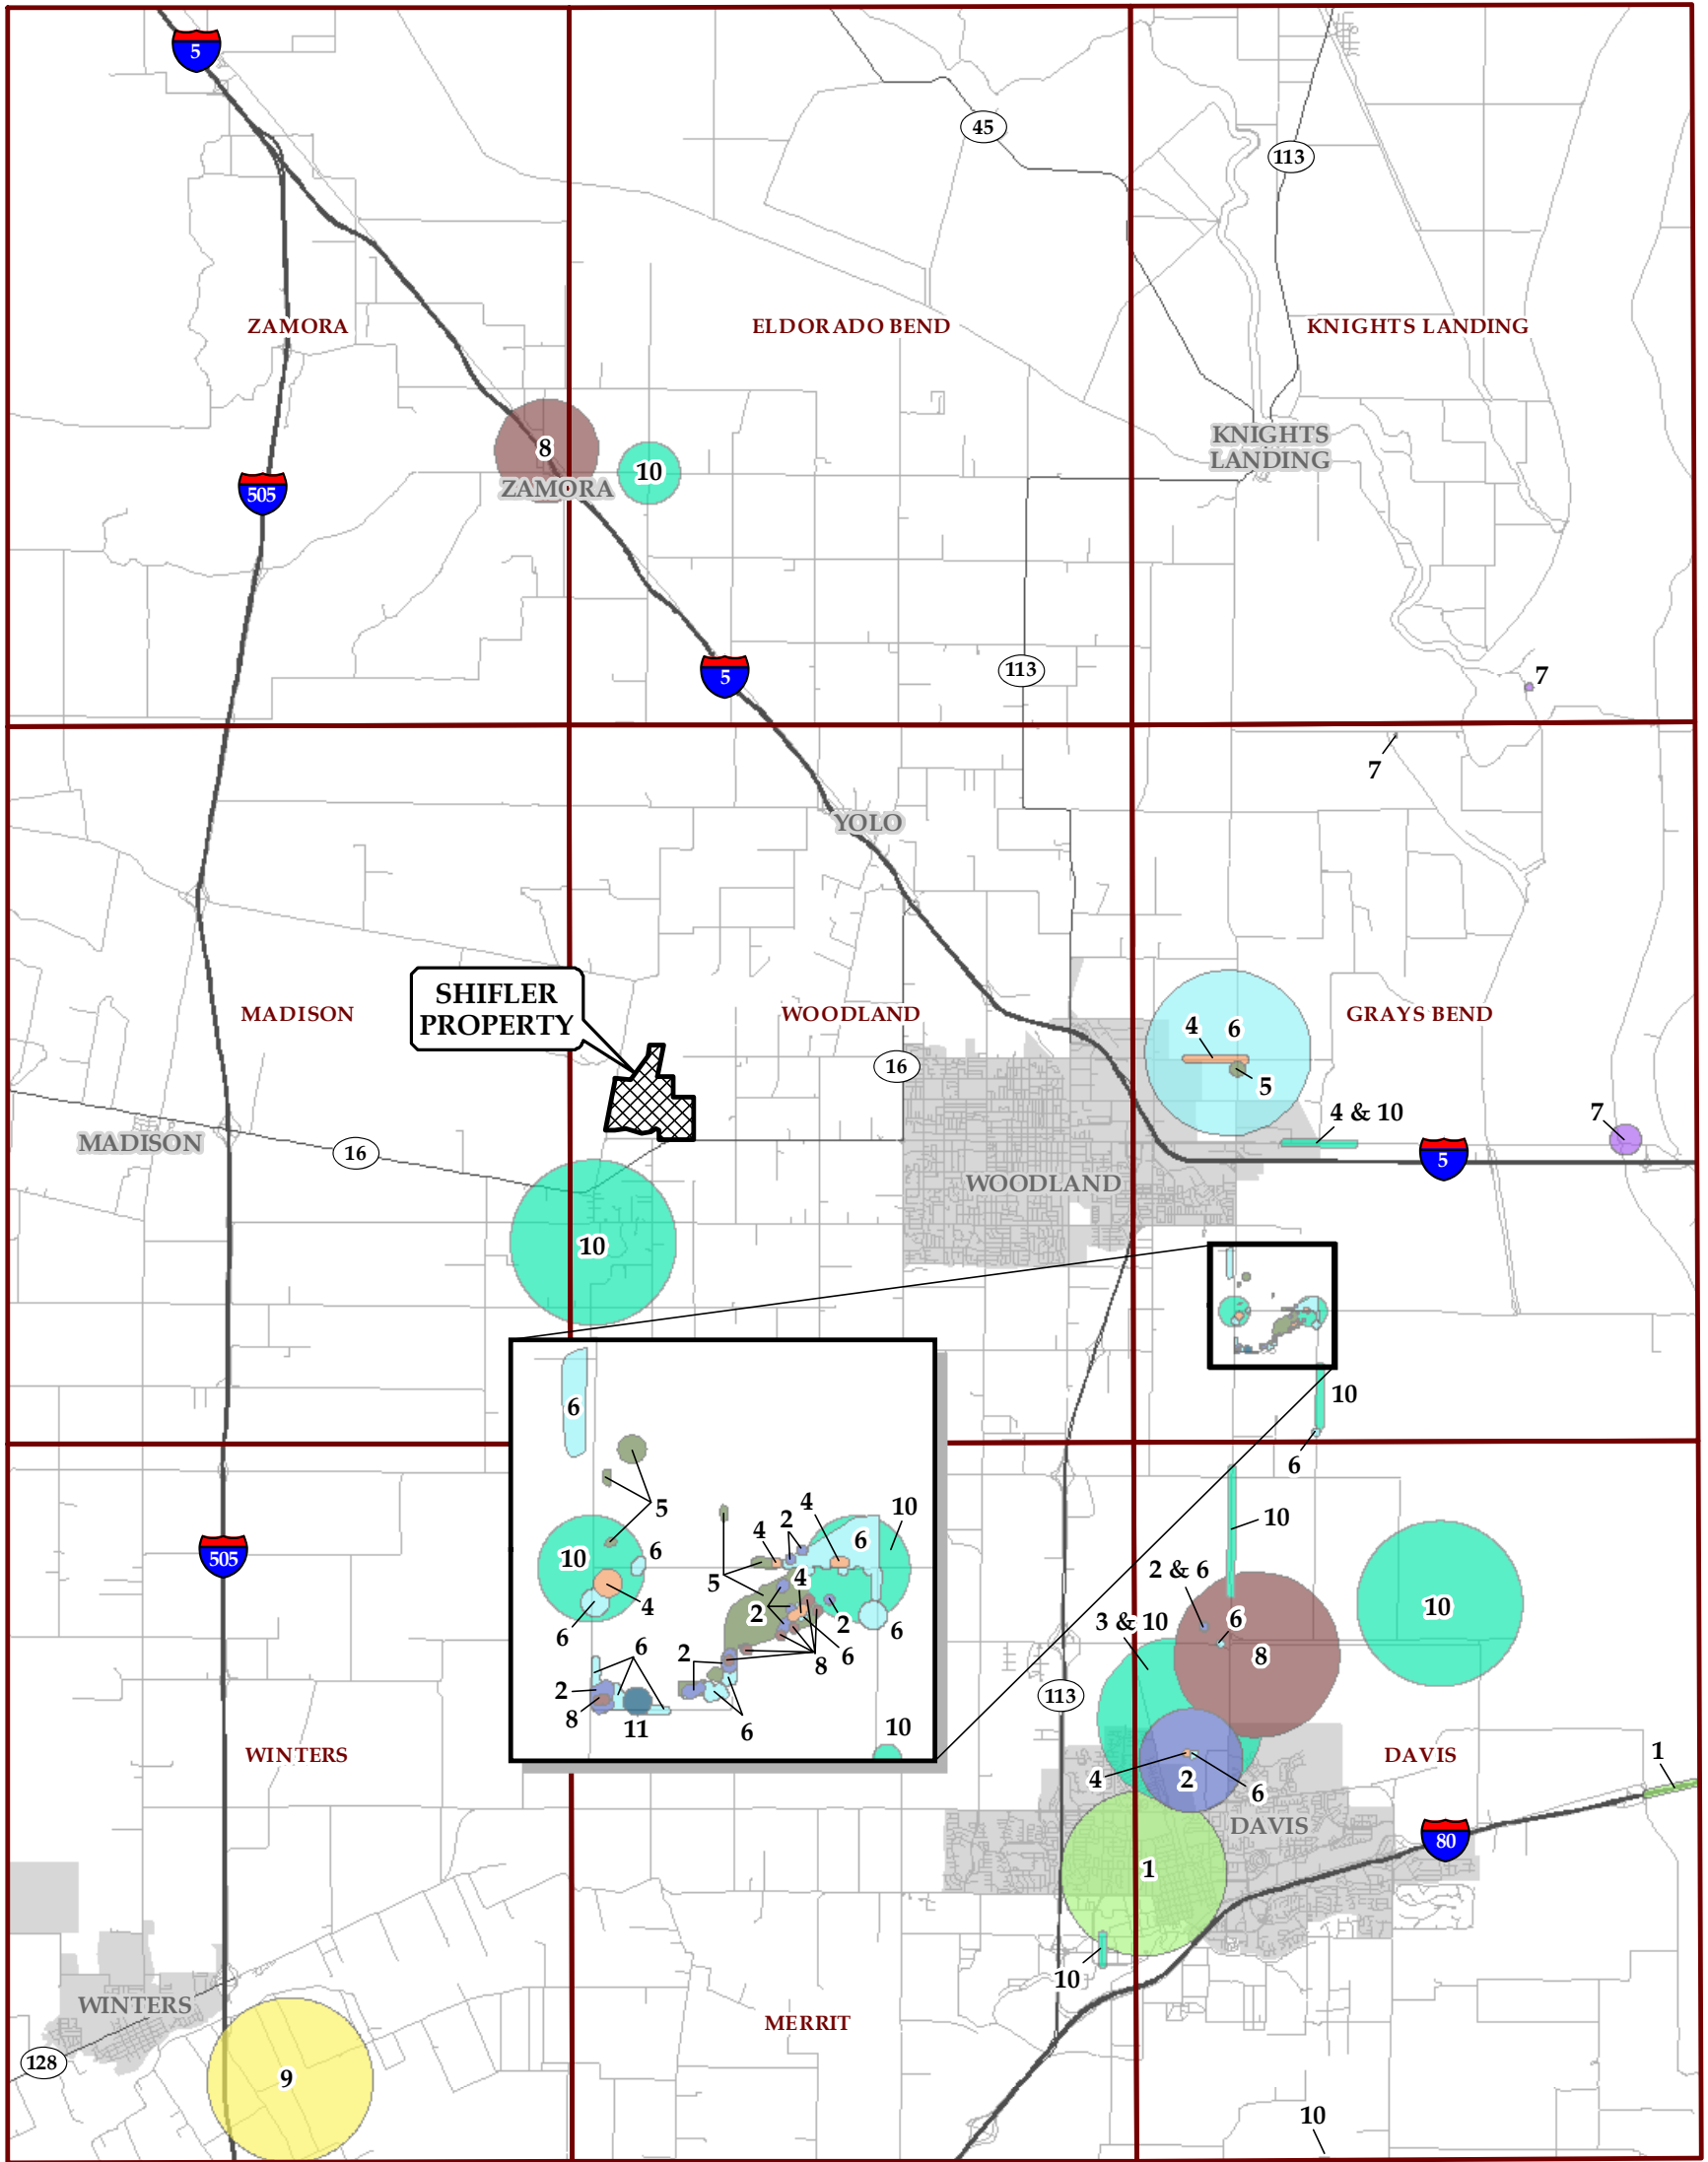 5
45
113
ZAMORA
ELDORADO BEND
KNIGHTS LANDING
KNIGHTS
LANDING
8
10
ZAMORA
505
5
113
7
7
YOLO
SHIFLER
PROPERTY
MADISON
WOODLAND
GRAYS BEND
4
6
16
5
4 & 10
7
MADISON
16
5
WOODLAND
10
10
6
6
5
4
10
2
4
6
10
6
5
4
4
2
2
6
6
6
8
6
2
2
8
11
6
10
10
2 & 6
10
3 & 10
6
8
505
113
WINTERS
DAVIS
1
4
2
6
DAVIS
80
1
10
WINTERS
MERRIT
128
9
10